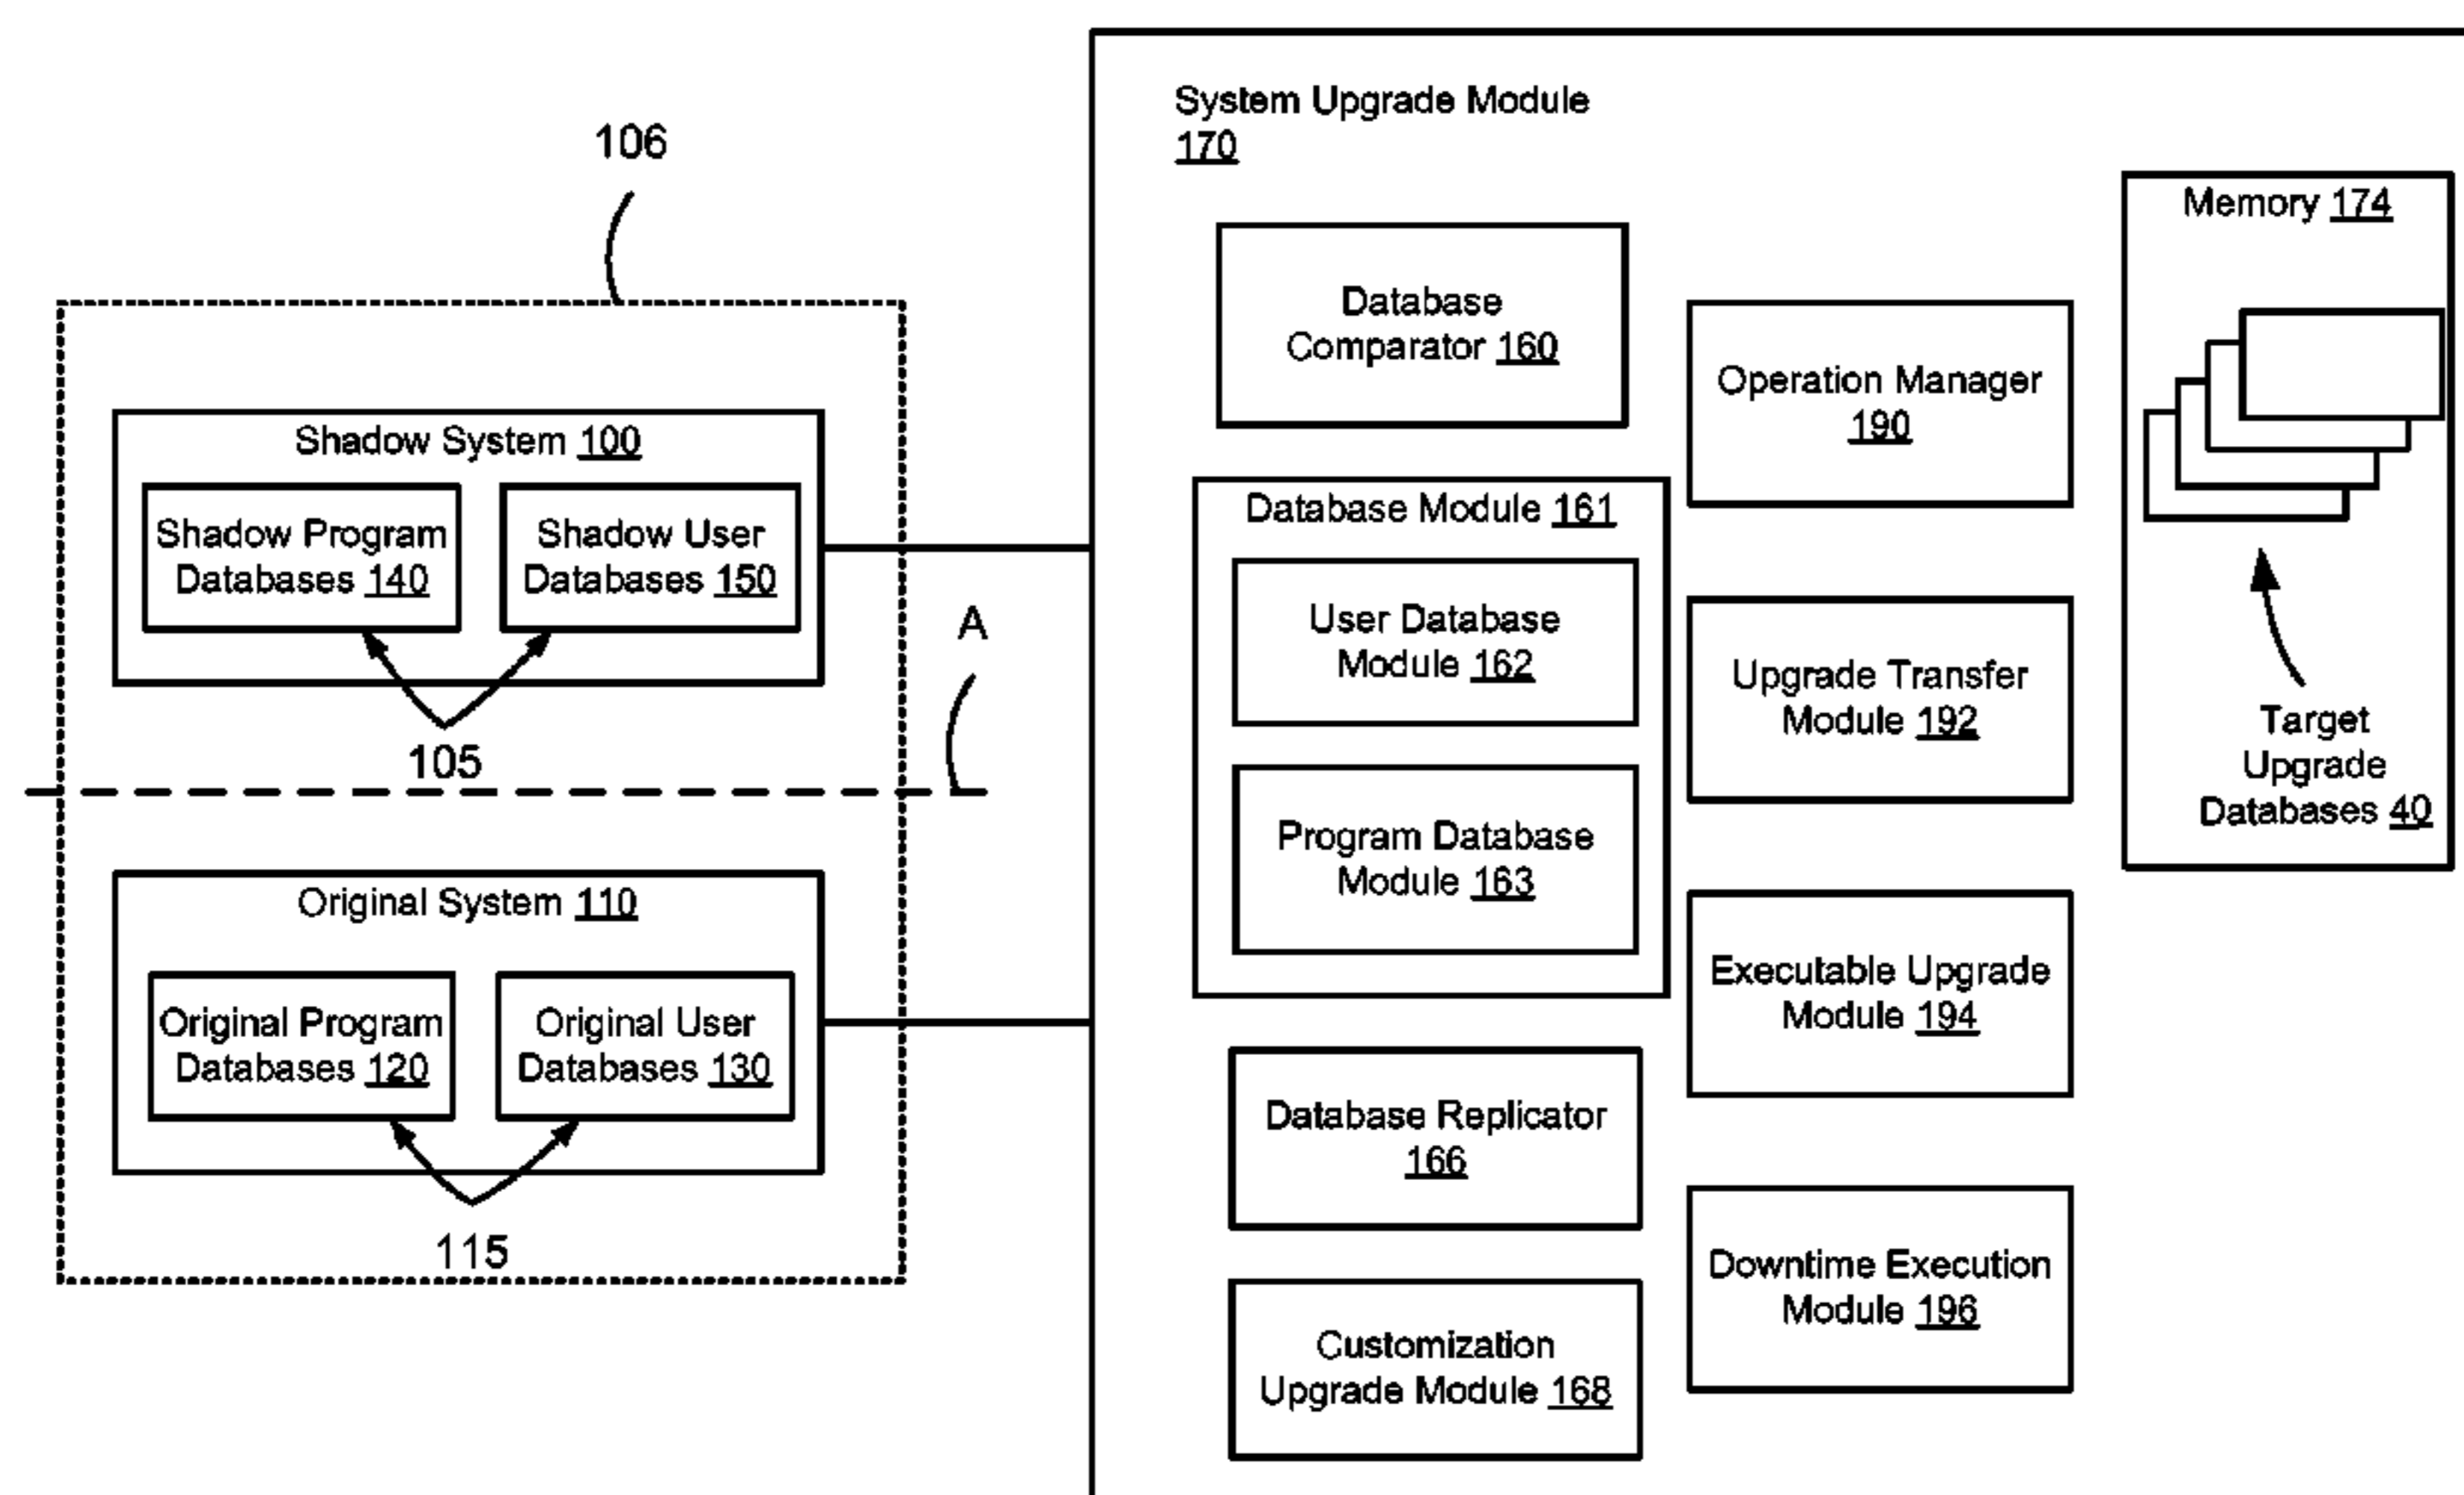 106
Shadow System 100
Shadow Program
Databases 140
Shadow User
Databases 150
105
A
Original System 110
Original Program
Databases 120
Original User
Databases 130
115
System Upgrade Module
170
Database
Comparator 160
Database Module 161
User Database
Module 162
Program Database
Module 163
Database Replicator
166
Customization
Upgrade Module 168
Operation Manager
190
Upgrade Transfer
Module 192
Executable Upgrade
Module 194
Downtime Execution
Module 196
Memory 174
Target
Upgrade
Databases 40